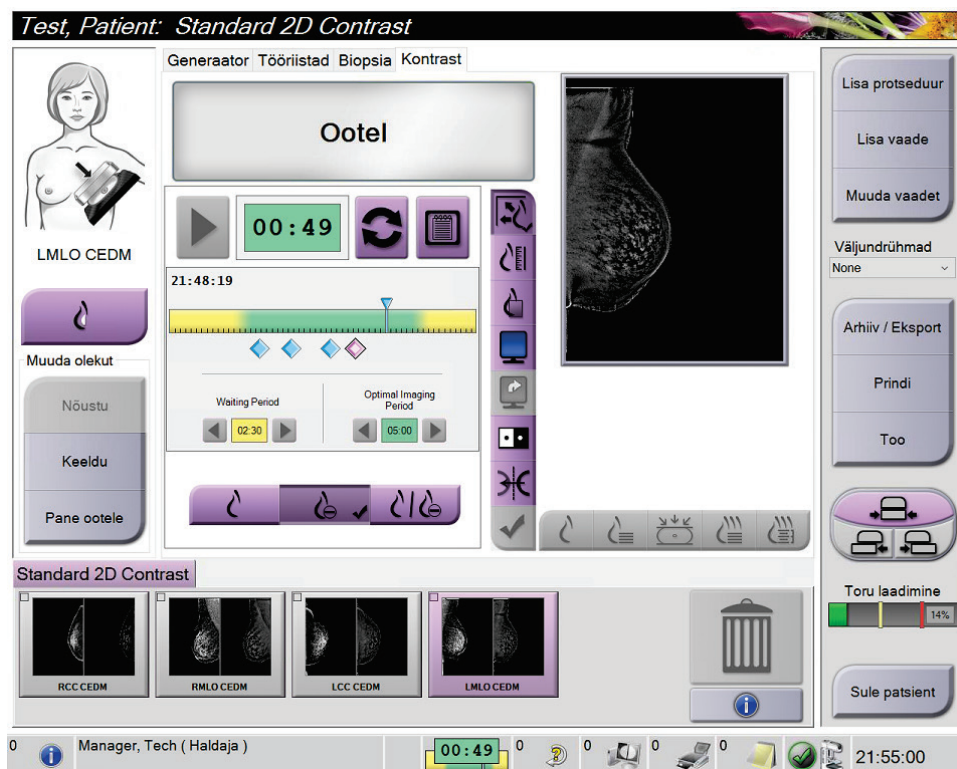 Test, Patient: Standard 2D Contrast
Generaator Tööriistad Biopsia Kontrast
Ootel
LMLO CEDM
00:49
21:48:19
Waiting Period
Optimal Imaging
Period
02:30
05:00
Muuda olekut
Nõustu
Keeldu
Pane ootele
Lisa protseduur
Lisa vaade
Muuda vaadet
Väljundrühmad
None
Arhiiv / Eksport
Prindi
Too
Toru laadimine
14%
Sule patsient
Standard 2D Contrast
RCC CEDM
RMLO CEDM
LCC CEDM
LMLO CEDM
0
Manager, Tech ( Haldaja )
00:49
0
0
0
0
21:55:00